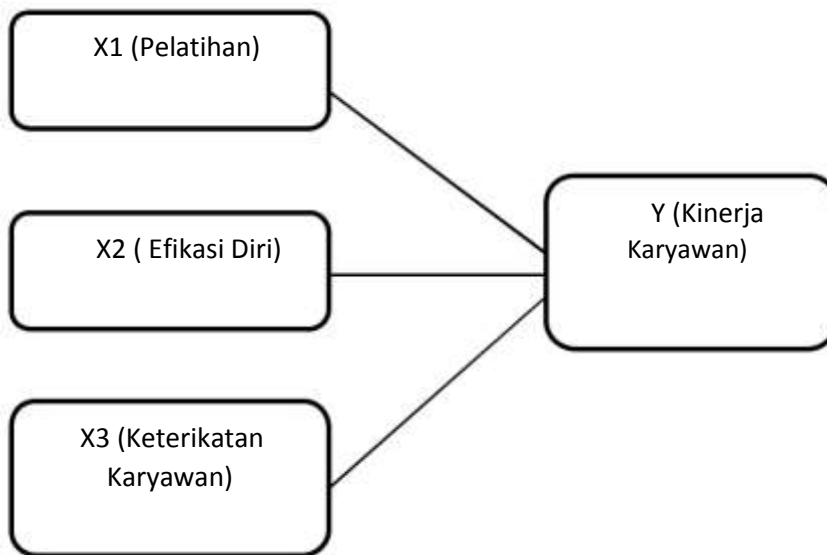 X1 (Pelatihan)
X2 ( Efikasi Diri)
X3 (Keterikatan
Karyawan)
Y (Kinerja
Karyawan)